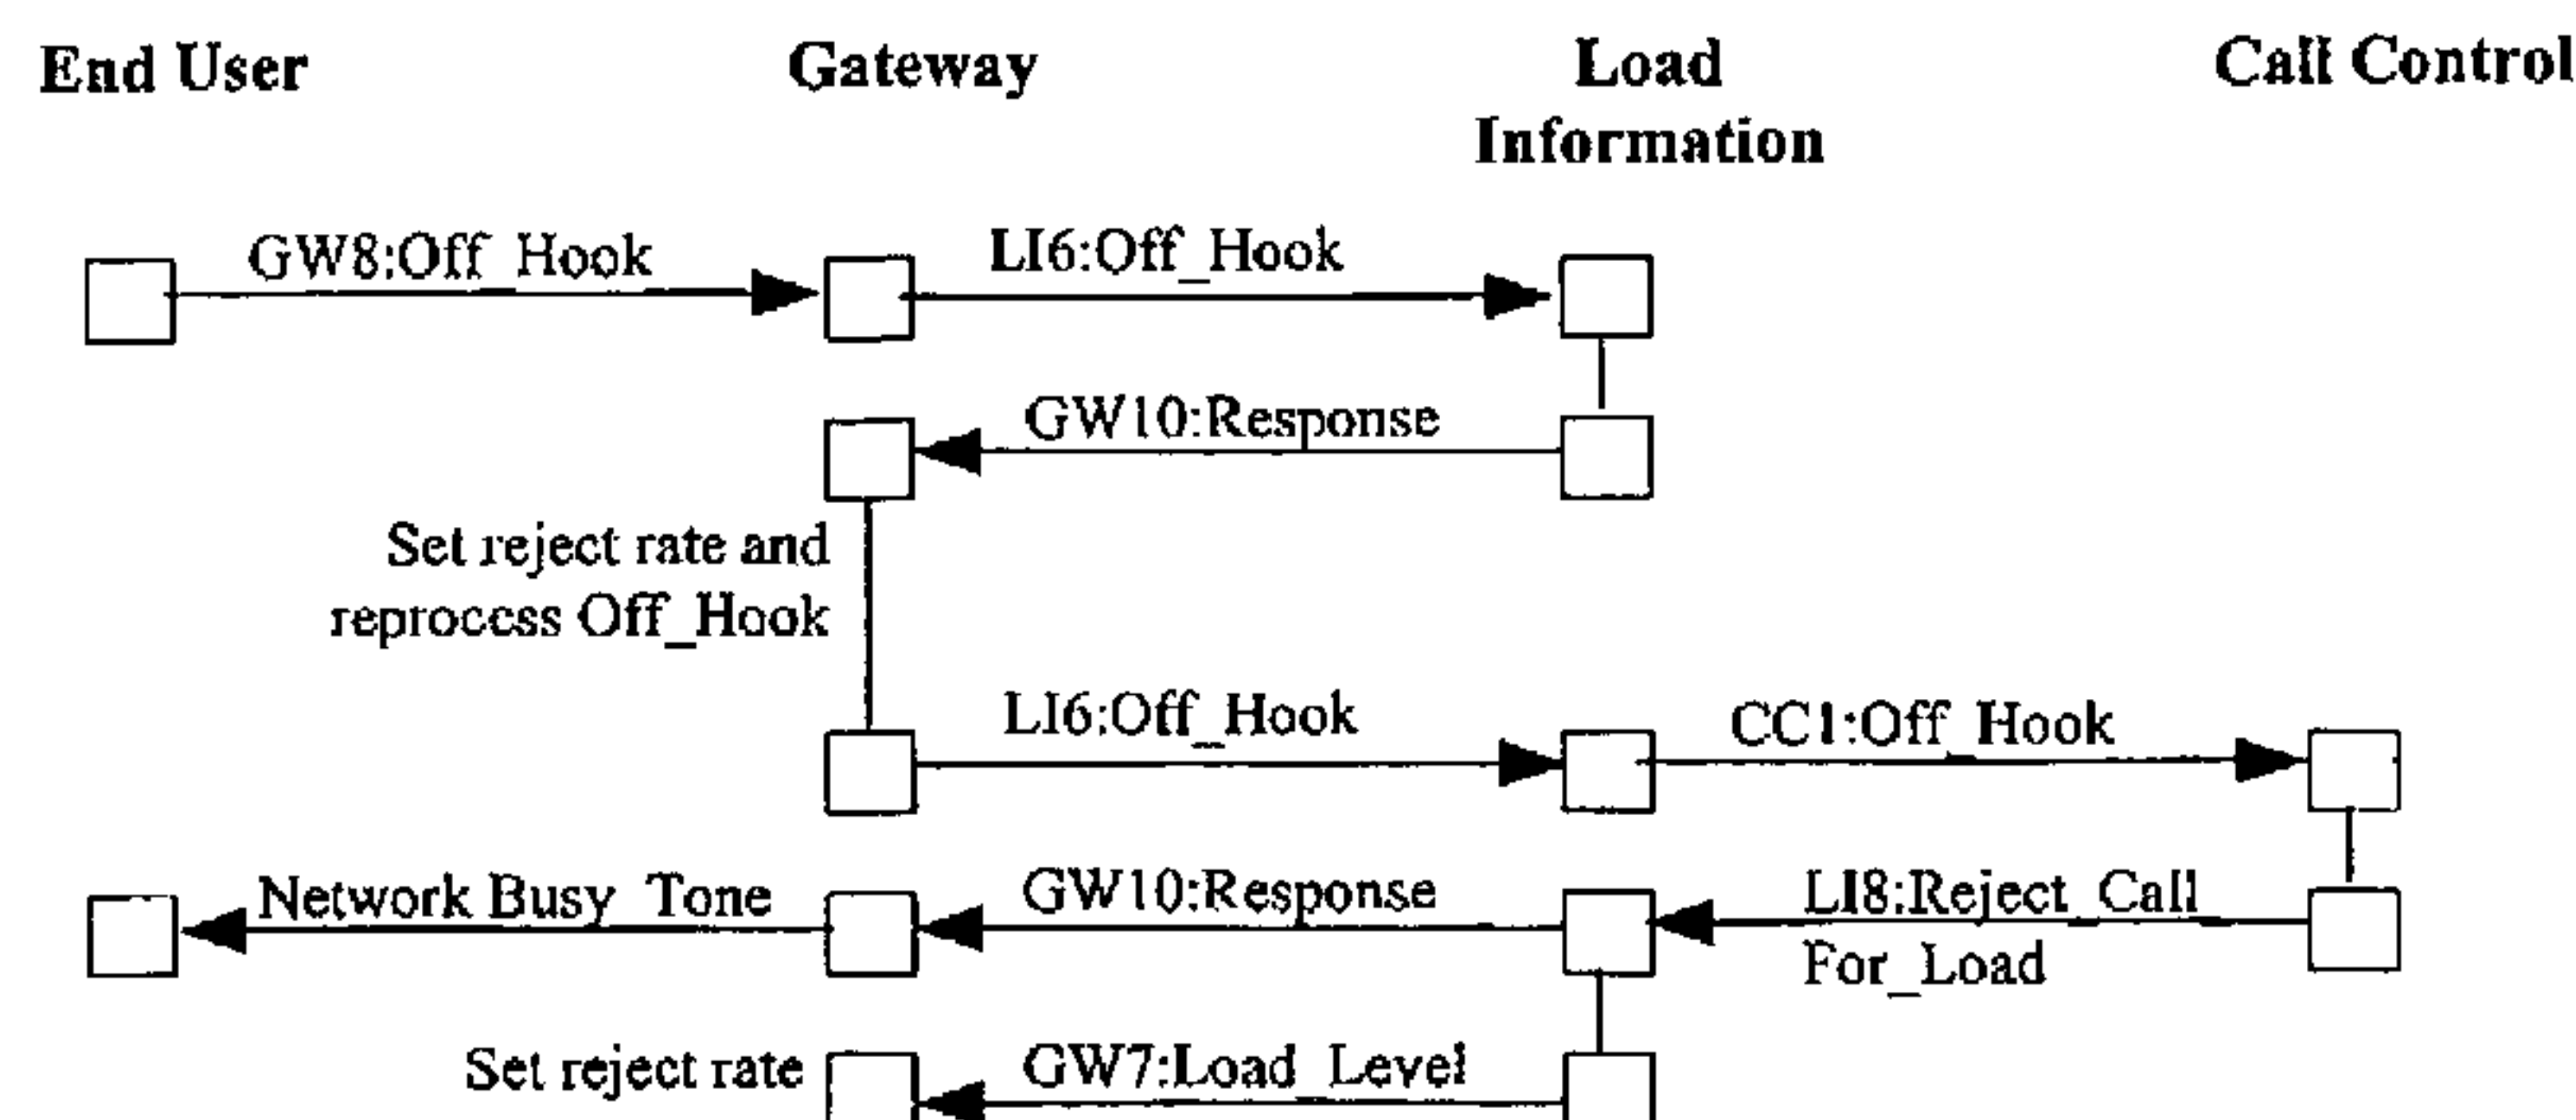 End User
Gateway
Load
Information
Call Control
GW8:Off_Hook
LI6:Off_Hook
GW10:Response
Set reject rate and
reprocess Off_Hook
LI6:Off_Hook
CC1:Off_Hook
Network Busy_Tone
GW10:Response
LI8:Reject_Call
For_Load
Set reject rate
GW7:Load_Level